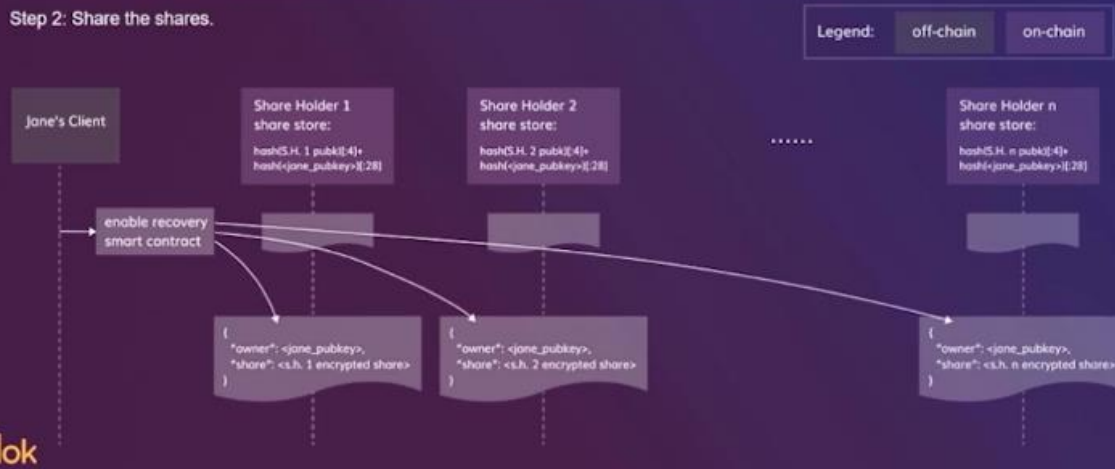 Step 2: Share the shares.
Legend:
off-chain
on-chain
Jane's Client
Share Holder 1
share store:
hash(S.H. 1 pubk)[:4]+
hash(<jane_pubkey>)[:28]
Share Holder 2
share store:
hash(S.H. 2 pubk)[:4]+
hash(<jane_pubkey>)[:28]
......
Share Holder n
share store:
hash(S.H. n pubk)[:4]+
hash(<jane_pubkey>)[:28]
enable recovery
smart contract
{
"owner": <jane_pubkey>,
"share": <s.h. 1 encrypted share>
}
{
"owner": <jane_pubkey>,
"share": <s.h. 2 encrypted share>
}
{
"owner": <jane_pubkey>,
"share": <s.h. n encrypted share>
}
lok